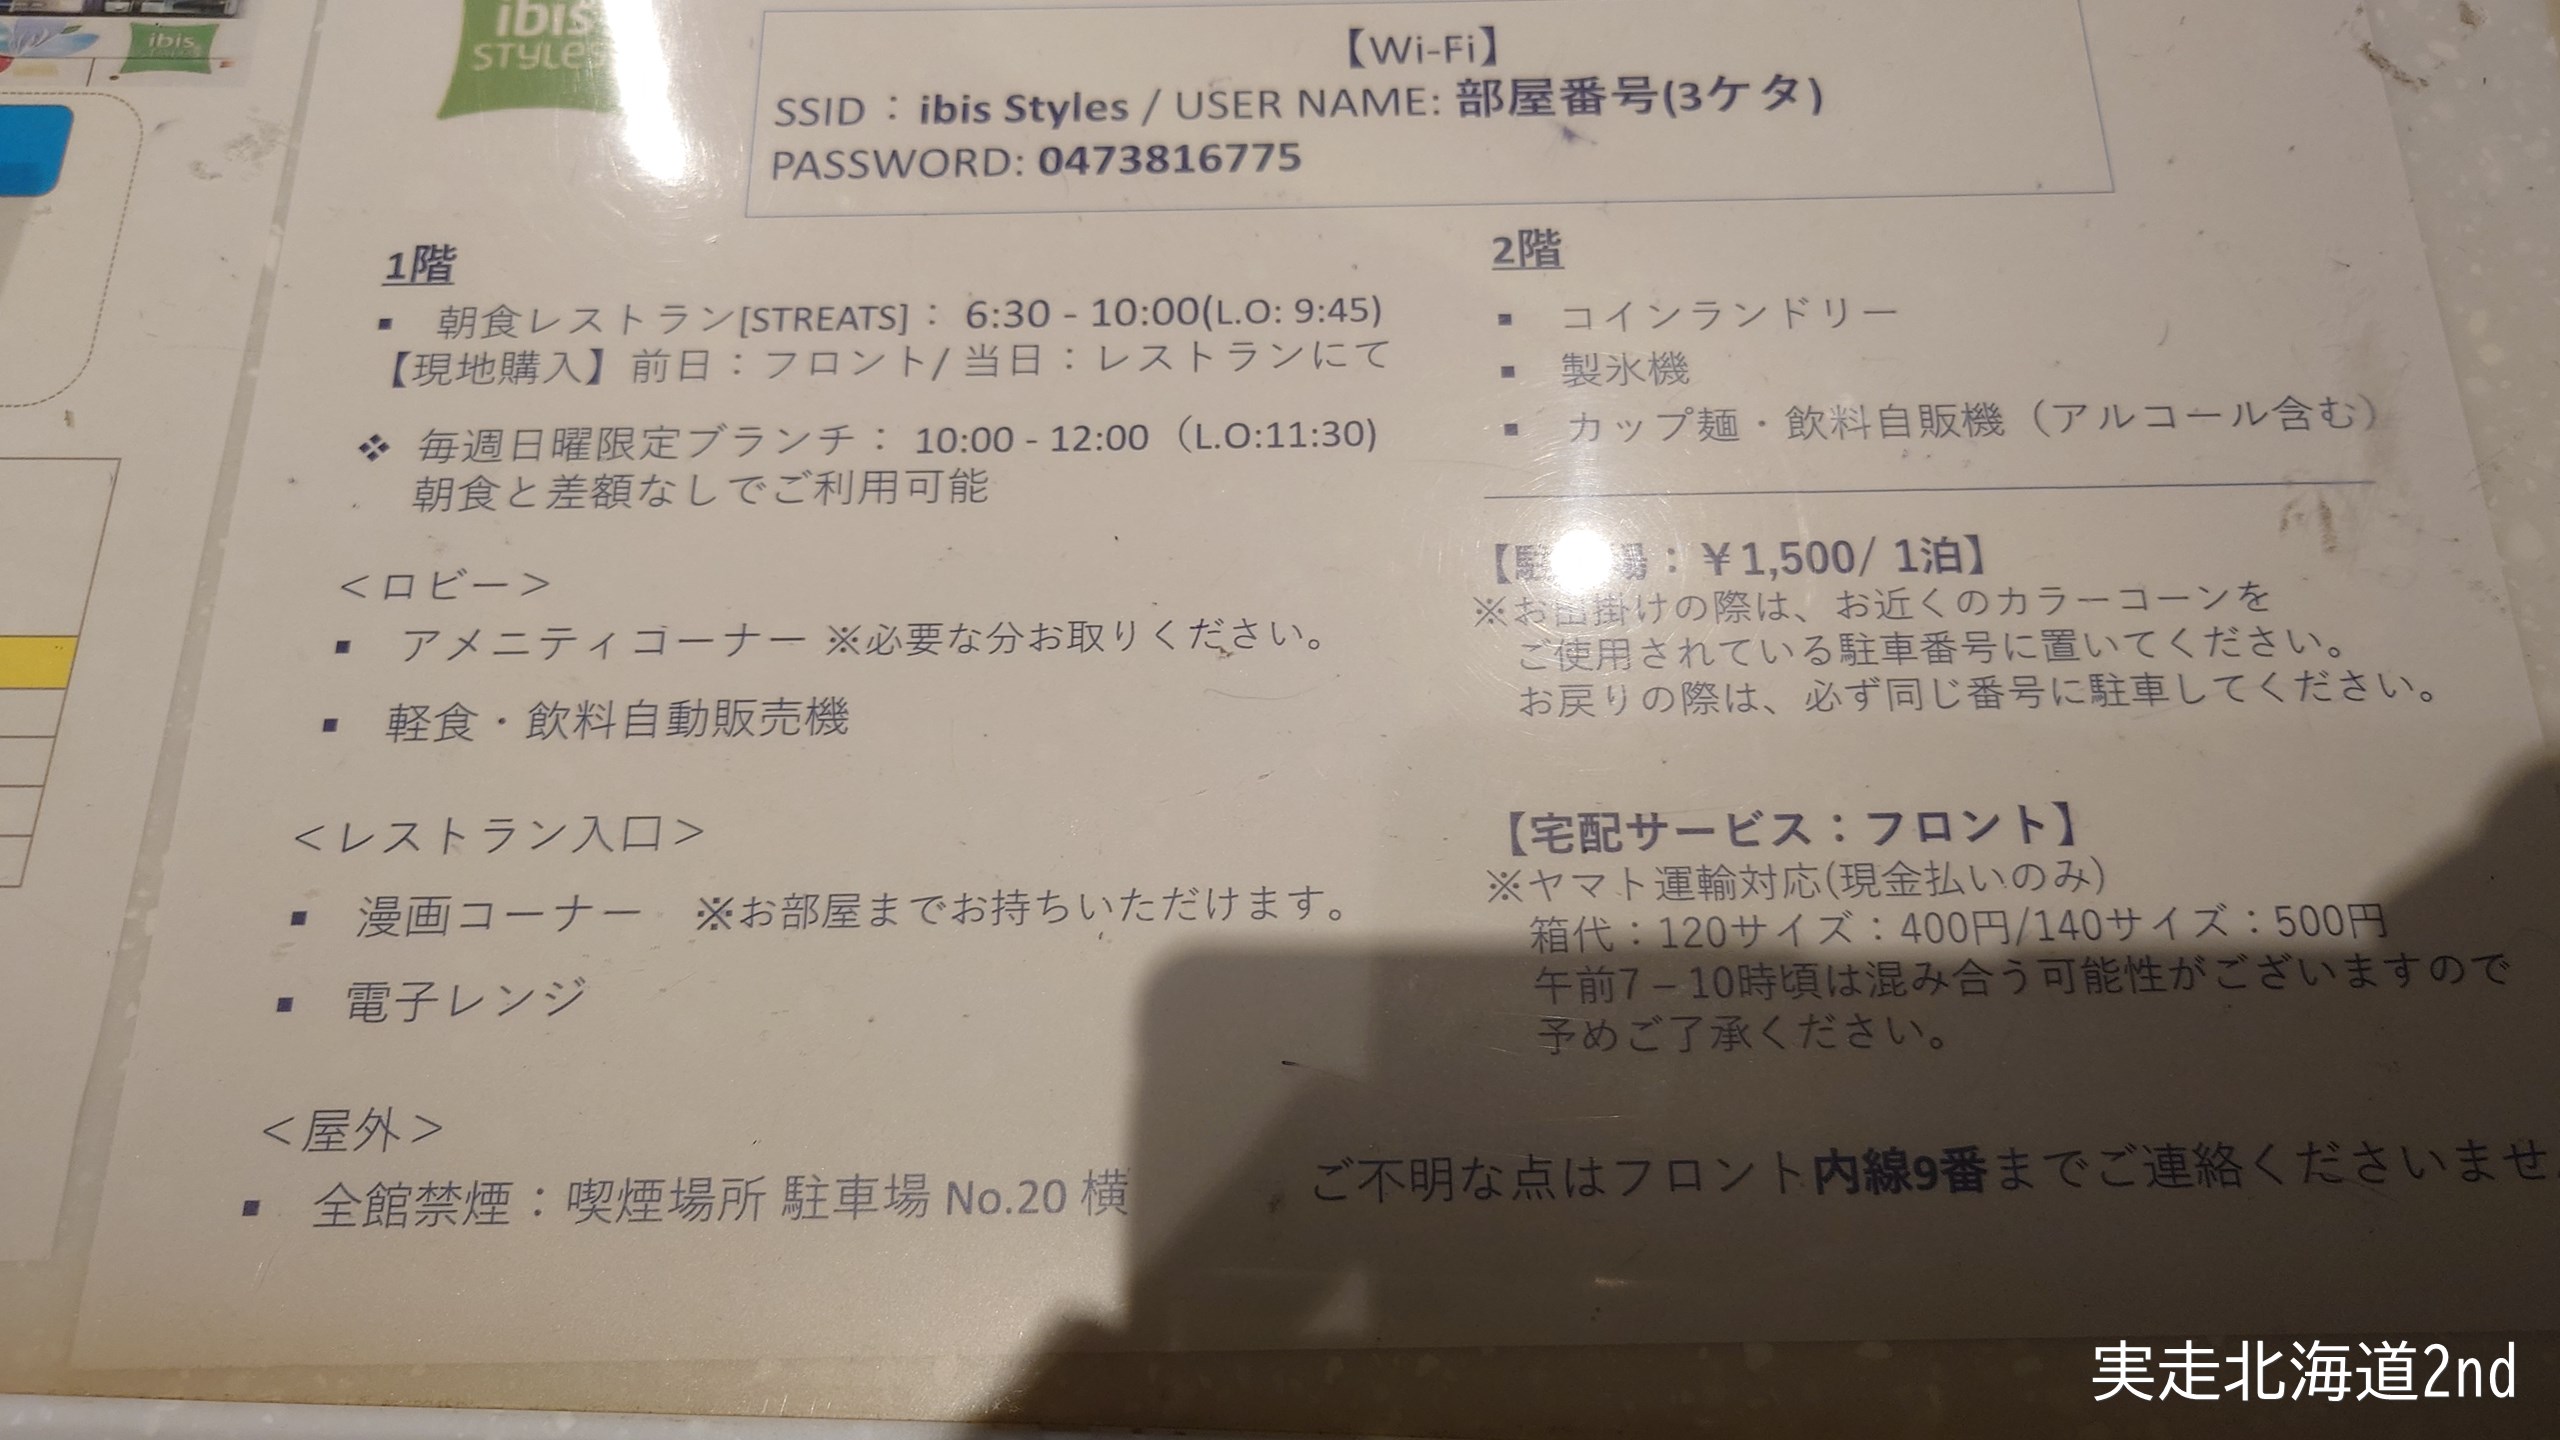 ibis
STYLES
ibis
【Wi-Fi】
SSID：ibis Styles / USER NAME: 部屋番号(3ケタ)
PASSWORD: 0473816775
1階
▪ 朝食レストラン[STREATS]： 6:30 - 10:00(L.O: 9:45)
【現地購入】前日：フロント/ 当日：レストランにて
❖ 毎週日曜限定ブランチ： 10:00 - 12:00（L.O:11:30)
朝食と差額なしでご利用可能
＜ロビー＞
▪ アメニティコーナー ※必要な分お取りください。
▪ 軽食・飲料自動販売機
＜レストラン入口＞
▪ 漫画コーナー ※お部屋までお持ちいただけます。
▪ 電子レンジ
＜屋外＞
▪ 全館禁煙：喫煙場所 駐車場 No.20 横
2階
▪ コインランドリー
▪ 製氷機
▪ カップ麺・飲料自販機（アルコール含む）
【駐車場：￥1,500/ 1泊】
※お出掛けの際は、お近くのカラーコーンを
ご使用されている駐車番号に置いてください。
お戻りの際は、必ず同じ番号に駐車してください。
【宅配サービス：フロント】
※ヤマト運輸対応(現金払いのみ)
箱代：120サイズ：400円/140サイズ：500円
午前7 – 10時頃は混み合う可能性がございますので
予めご了承ください。
ご不明な点はフロント内線9番までご連絡くださいませ
実走北海道2nd